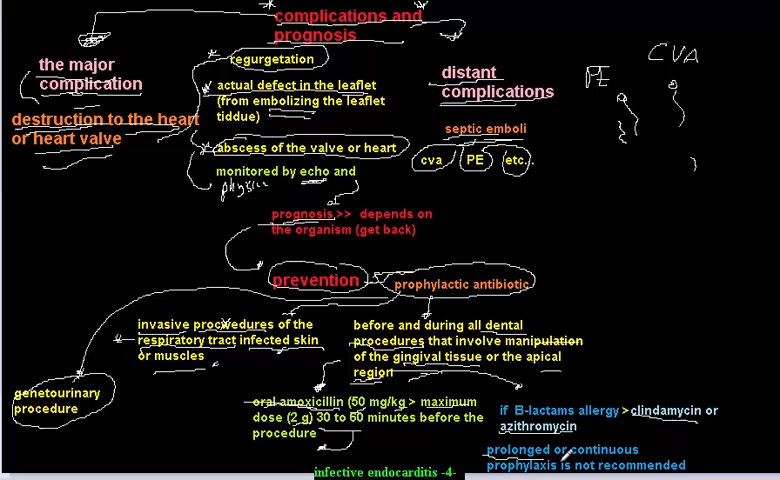 complications and
prognosis
the major
complication
destruction to the heart
or heart valve
regurgetation
actual defect in the leaflet
(from embolizing the leaflet
tiddue)
abscess of the valve or heart
monitored by echo and
physice
distant
complications
septic emboli
cva
PE
etc..
PE
CVA
prognosis >> depends on
the organism (get back)
prevention
prophylactic antibiotic
invasive procwedures of the
respiratory tract infected skin
or muscles
before and during all dental
procedures that involve manipulation
of the gingival tissue or the apical
region
genetourinary
procedure
oral amoxicillin (50 mg/kg > maximum
dose (2 g) 30 to 60 minutes before the
procedure
if B-lactams allergy > clindamycin or
azithromycin
prolonged or continuous
prophylaxis is not recommended
infective endocarditis -4-